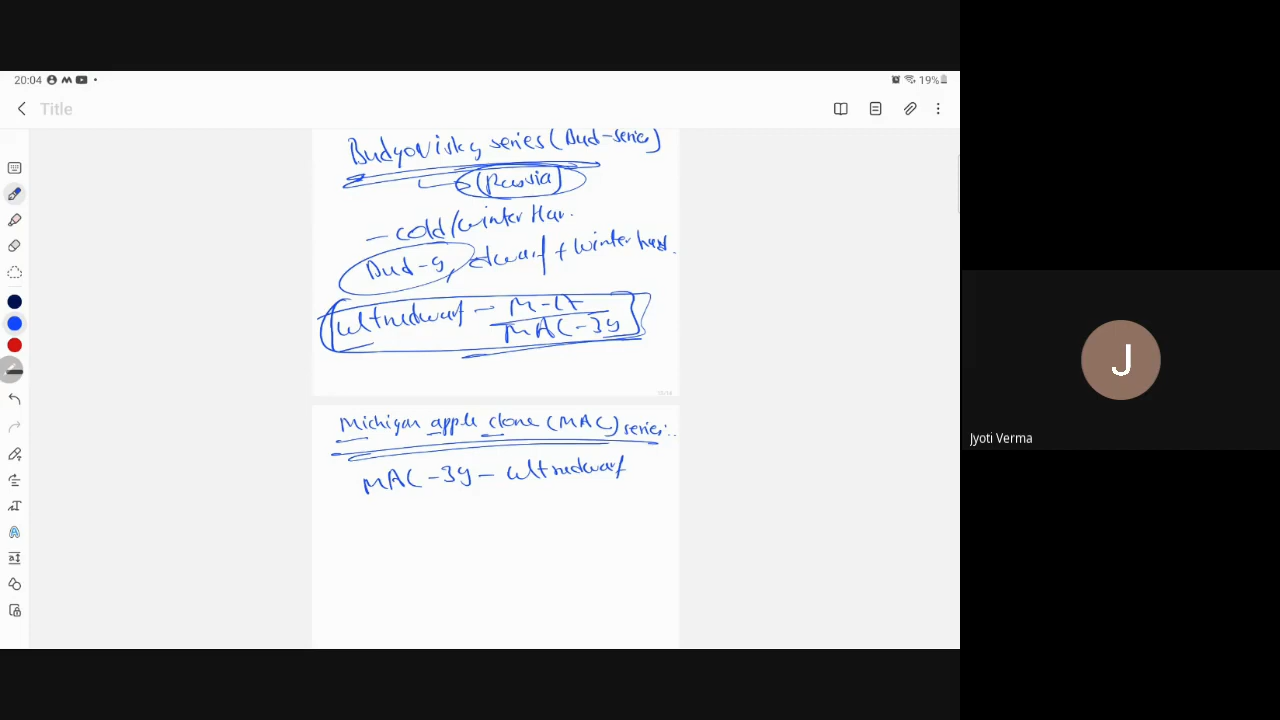 20:04
19%
Title
Budyovisky series (Bud-series)
(Russia)
- cold/winter Har.
Bud-9, dwarf + winter hard.
ultradwarf - M-27
MAC-39
Michigan apple clone (MAC) series:..
MAC-39 - ultradwarf
Jyoti Verma
J